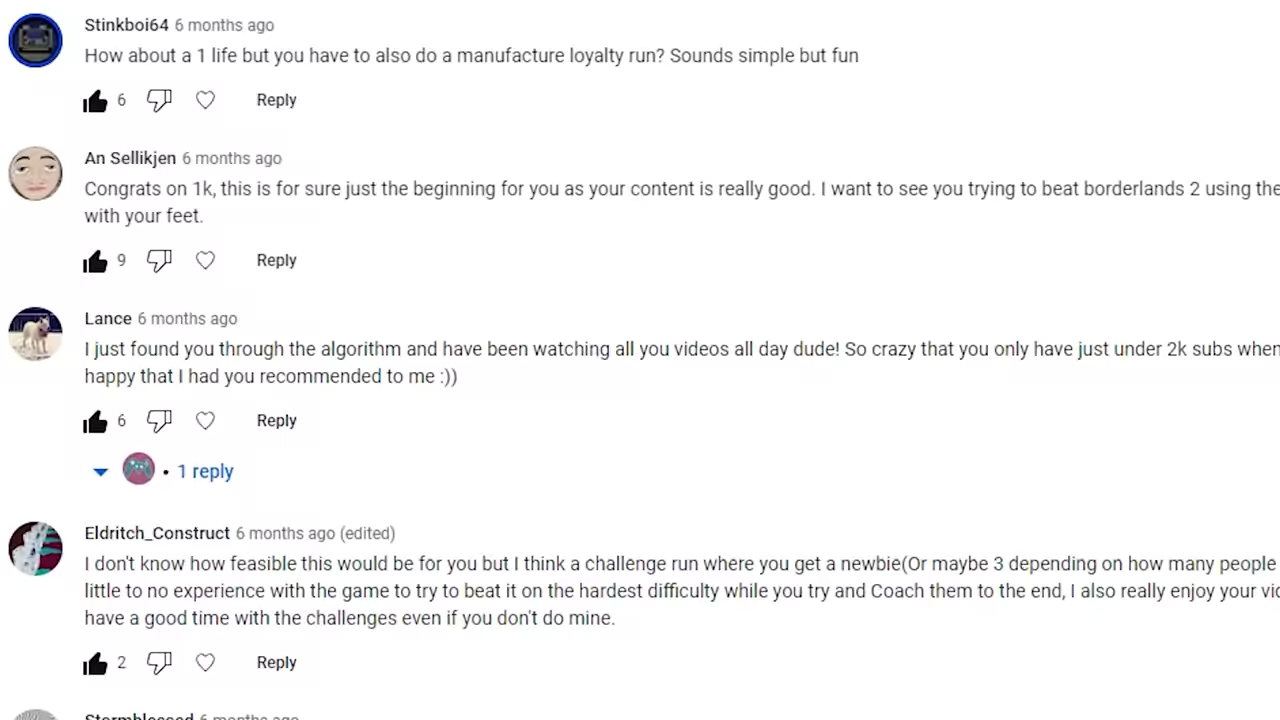 Stinkboi64 6 months ago
How about a 1 life but you have to also do a manufacture loyalty run? Sounds simple but fun
6 Reply
An Sellikjen 6 months ago
Congrats on 1k, this is for sure just the beginning for you as your content is really good. I want to see you trying to beat borderlands 2 using the
with your feet.
9 Reply
Lance 6 months ago
I just found you through the algorithm and have been watching all you videos all day dude! So crazy that you only have just under 2k subs when
happy that I had you recommended to me :))
6 Reply
• 1 reply
Eldritch_Construct 6 months ago (edited)
I don't know how feasible this would be for you but I think a challenge run where you get a newbie(Or maybe 3 depending on how many people
little to no experience with the game to try to beat it on the hardest difficulty while you try and Coach them to the end, I also really enjoy your vid
have a good time with the challenges even if you don't do mine.
2 Reply
Stormblessed 6 months ago